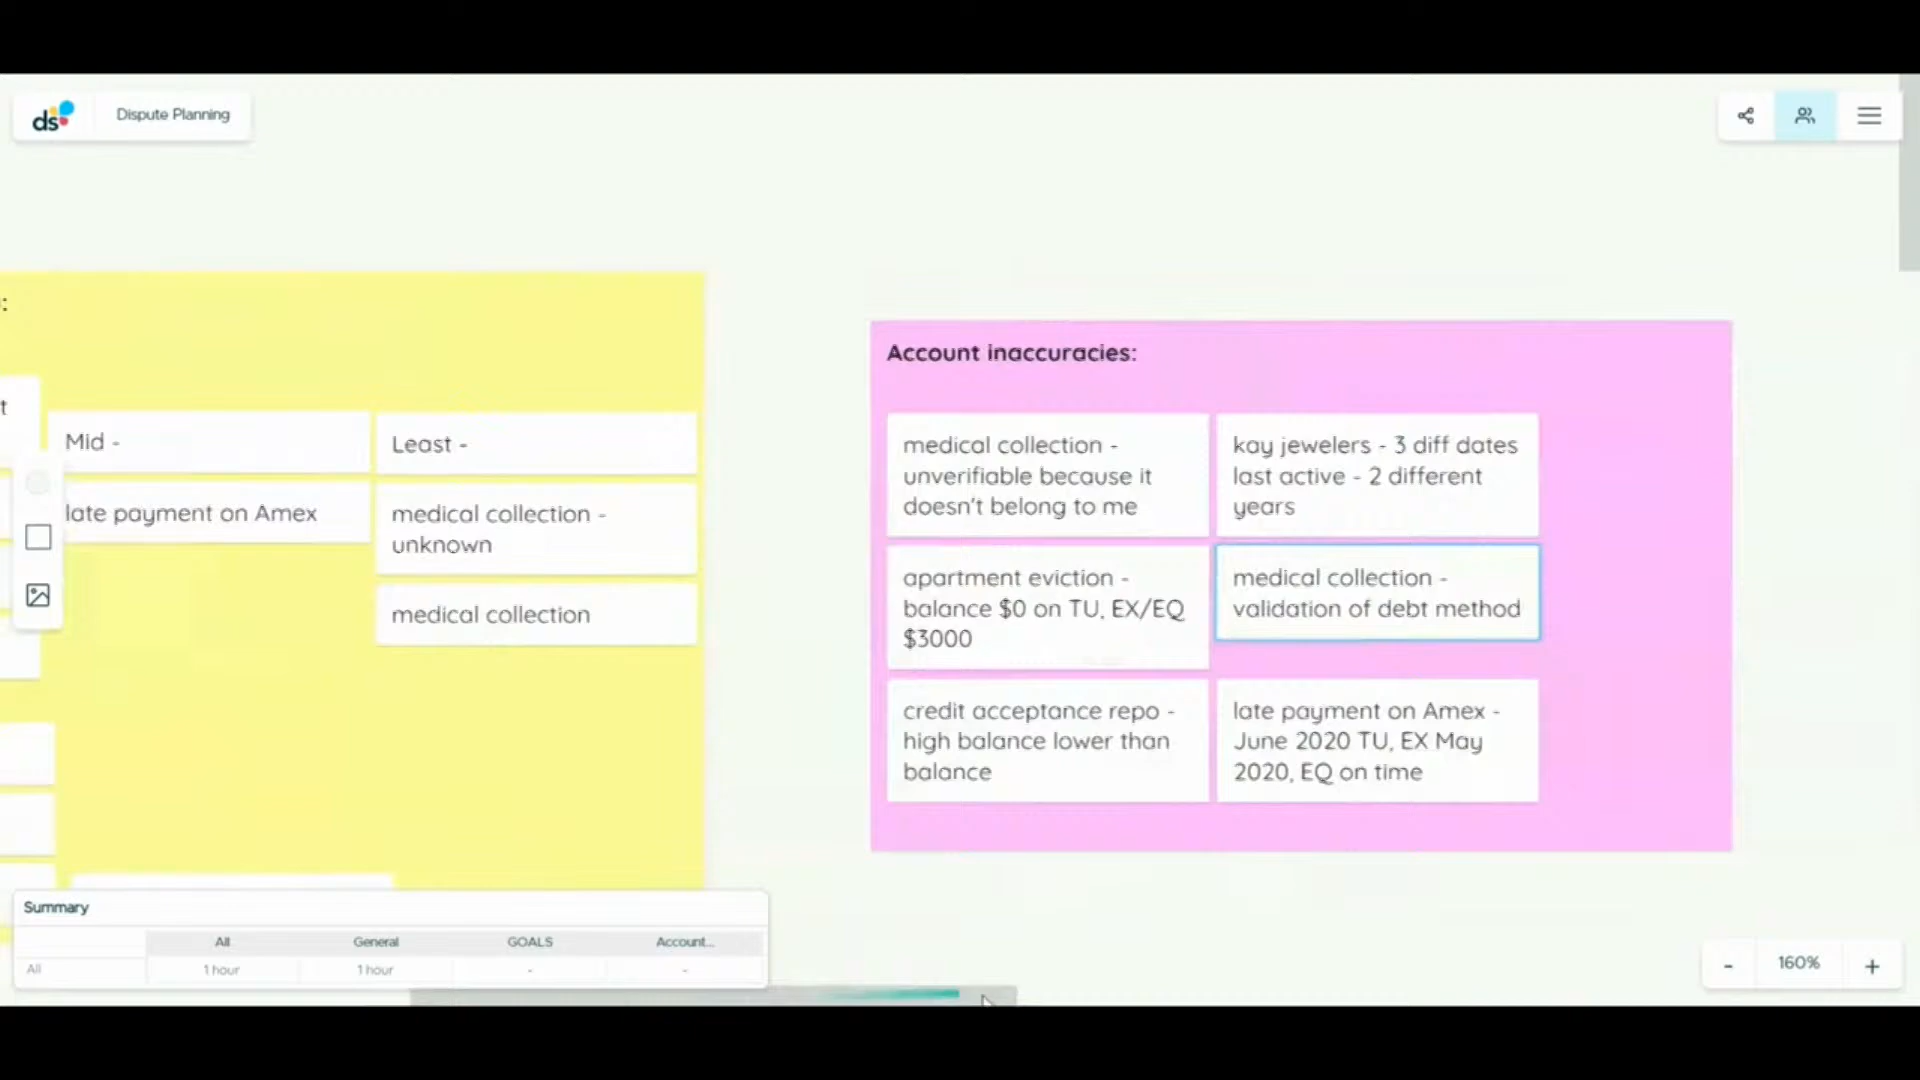 ds
Dispute Planning
:
t
Mid -
late payment on Amex
Least -
medical collection -
unknown
medical collection
Account inaccuracies:
medical collection -
unverifiable because it
doesn't belong to me
kay jewelers - 3 diff dates
last active - 2 different
years
apartment eviction -
balance $0 on TU, EX/EQ
$3000
medical collection -
validation of debt method
credit acceptance repo -
high balance lower than
balance
late payment on Amex -
June 2020 TU, EX May
2020, EQ on time
Summary
All General GOALS Account...
All 1 hour 1 hour - -
- 160% +